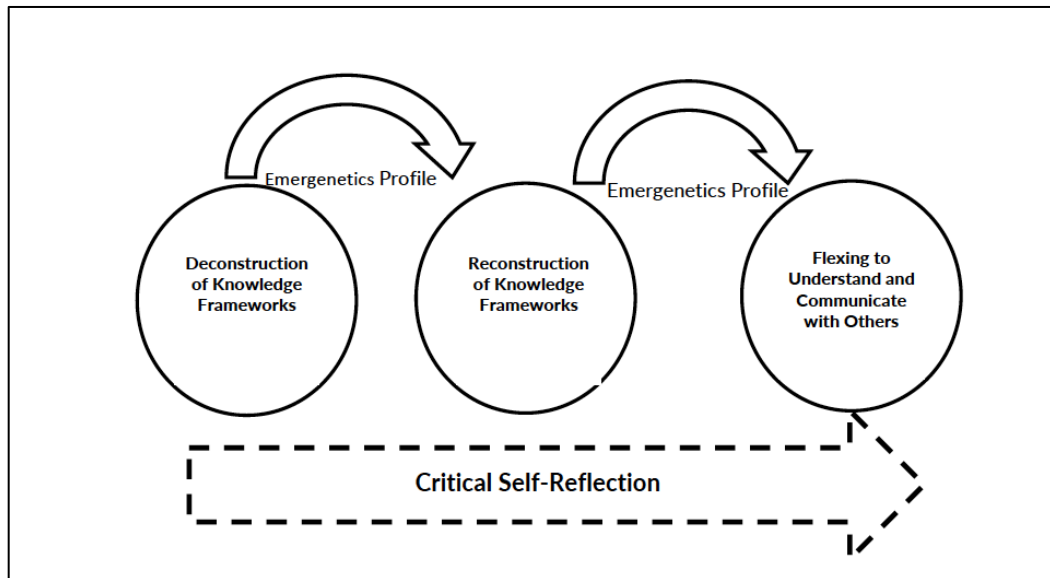 Emergenetics Profile
Emergenetics Profile
Deconstruction
of Knowledge
Frameworks
Reconstruction
of Knowledge
Frameworks
Flexing to
Understand and
Communicate
with Others
Critical Self-Reflection